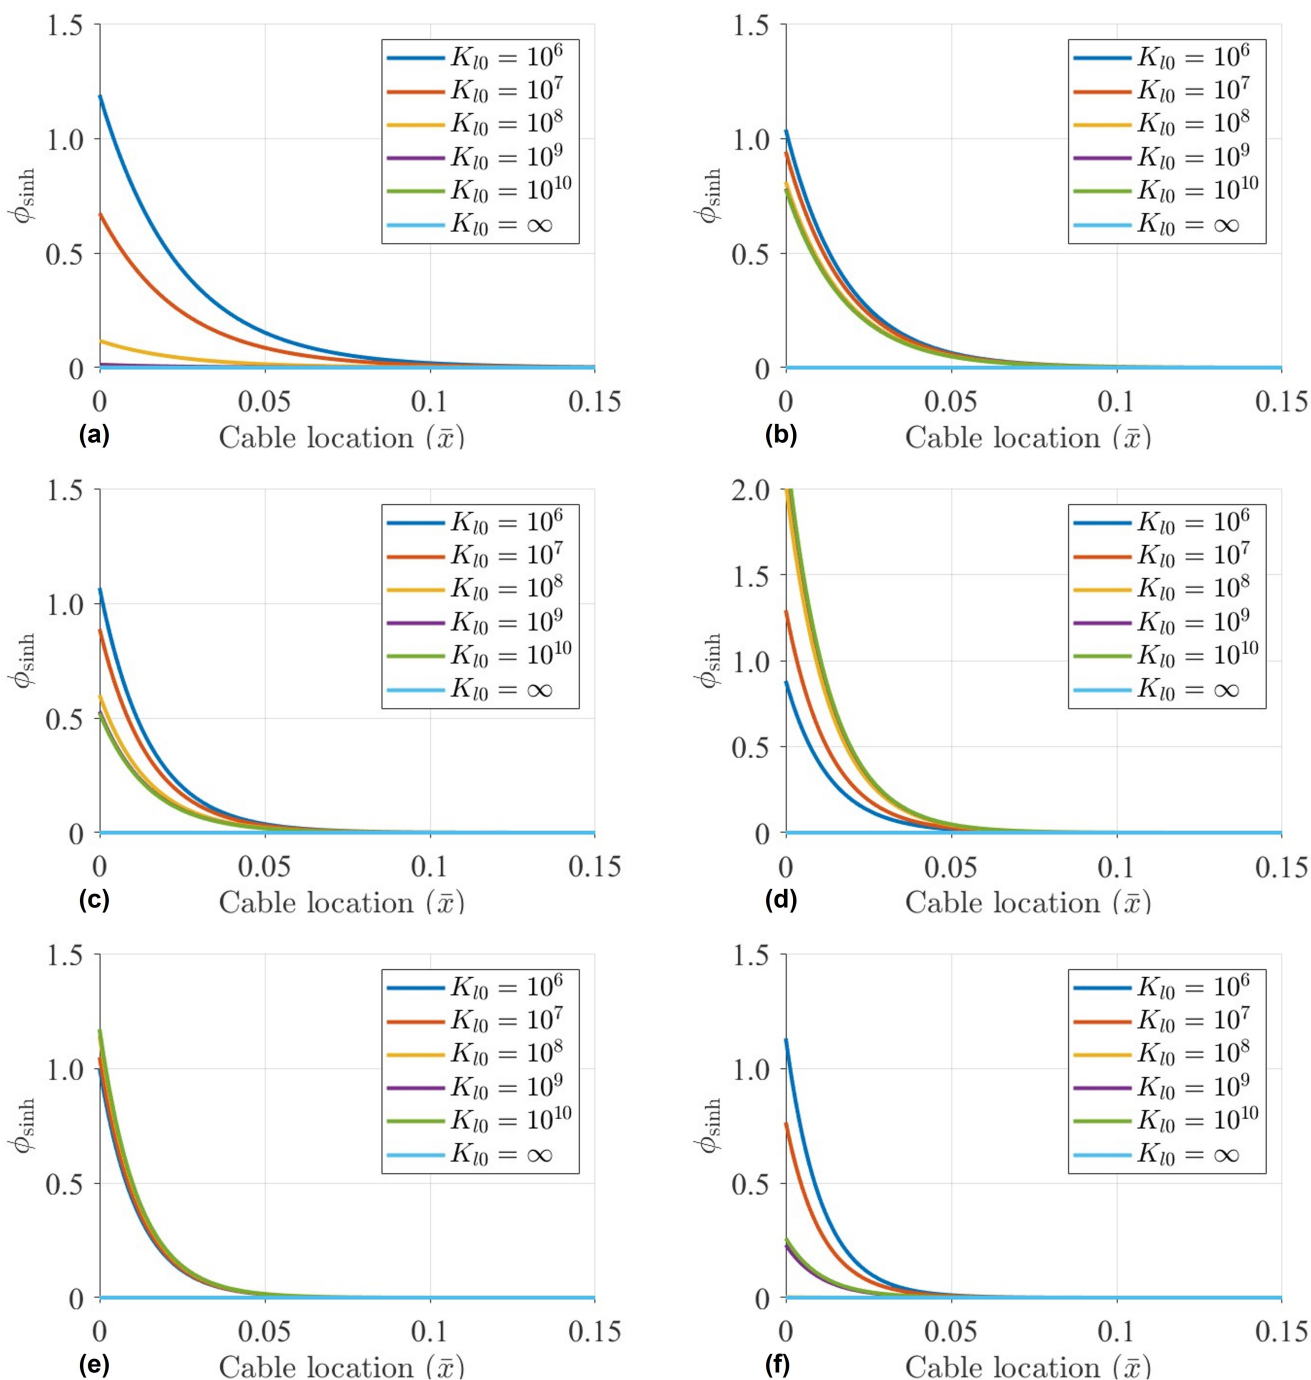 1.5
1.0
0.5
0
ϕsinh
K_l0 = 10^6
K_l0 = 10^7
K_l0 = 10^8
K_l0 = 10^9
K_l0 = 10^10
K_l0 = ∞
0 0.05 0.1 0.15
(a) Cable location (x̄)
1.5
1.0
0.5
0
ϕsinh
K_l0 = 10^6
K_l0 = 10^7
K_l0 = 10^8
K_l0 = 10^9
K_l0 = 10^10
K_l0 = ∞
0 0.05 0.1 0.15
(b) Cable location (x̄)
1.5
1.0
0.5
0
ϕsinh
K_l0 = 10^6
K_l0 = 10^7
K_l0 = 10^8
K_l0 = 10^9
K_l0 = 10^10
K_l0 = ∞
0 0.05 0.1 0.15
(c) Cable location (x̄)
2.0
1.5
1.0
0.5
0
ϕsinh
K_l0 = 10^6
K_l0 = 10^7
K_l0 = 10^8
K_l0 = 10^9
K_l0 = 10^10
K_l0 = ∞
0 0.05 0.1 0.15
(d) Cable location (x̄)
1.5
1.0
0.5
0
ϕsinh
K_l0 = 10^6
K_l0 = 10^7
K_l0 = 10^8
K_l0 = 10^9
K_l0 = 10^10
K_l0 = ∞
0 0.05 0.1 0.15
(e) Cable location (x̄)
1.5
1.0
0.5
0
ϕsinh
K_l0 = 10^6
K_l0 = 10^7
K_l0 = 10^8
K_l0 = 10^9
K_l0 = 10^10
K_l0 = ∞
0 0.05 0.1 0.15
(f) Cable location (x̄)